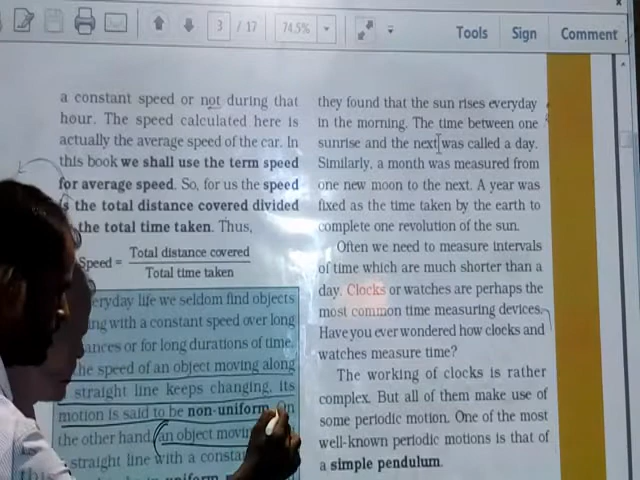 3 / 17
74.5%
Tools
Sign
Comment
a constant speed or not during that
hour. The speed calculated here is
actually the average speed of the car. In
this book we shall use the term speed
for average speed. So, for us the speed
is the total distance covered divided
the total time taken. Thus,
Speed = Total distance covered
Total time taken
eryday life we seldom find objects
ing with a constant speed over long
ances or for long durations of time.
he speed of an object moving along
straight line keeps changing, its
motion is said to be non-uniform. On
the other hand, an object movin
straight line with a consta
they found that the sun rises everyday
in the morning. The time between one
sunrise and the next was called a day.
Similarly, a month was measured from
one new moon to the next. A year was
fixed as the time taken by the earth to
complete one revolution of the sun.
Often we need to measure intervals
of time which are much shorter than a
day. Clocks or watches are perhaps the
most common time measuring devices.
Have you ever wondered how clocks and
watches measure time?
The working of clocks is rather
complex. But all of them make use of
some periodic motion. One of the most
well-known periodic motions is that of
a simple pendulum.